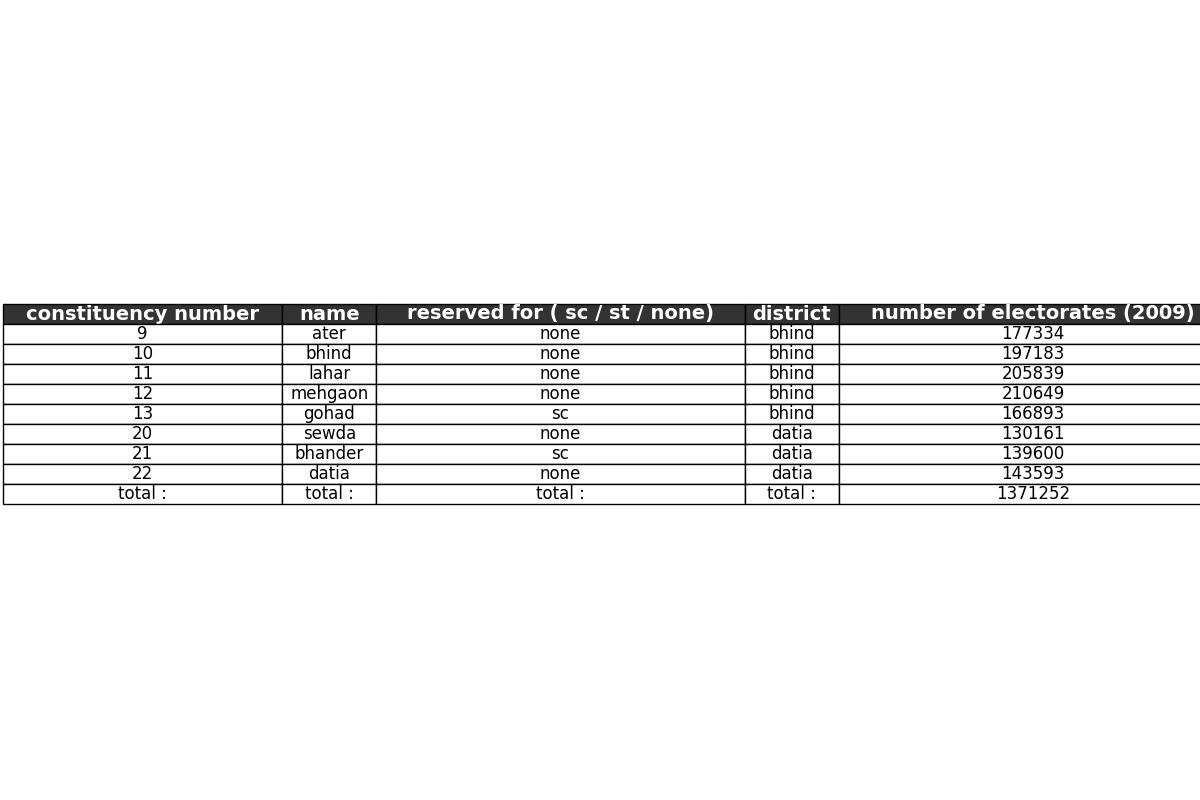 constituency number name reserved for ( sc / st / none) district number of electorates (2009)
9 ater none bhind 177334
10 bhind none bhind 197183
11 lahar none bhind 205839
12 mehgaon none bhind 210649
13 gohad sc bhind 166893
20 sewda none datia 130161
21 bhander sc datia 139600
22 datia none datia 143593
total : total : total : total : 1371252